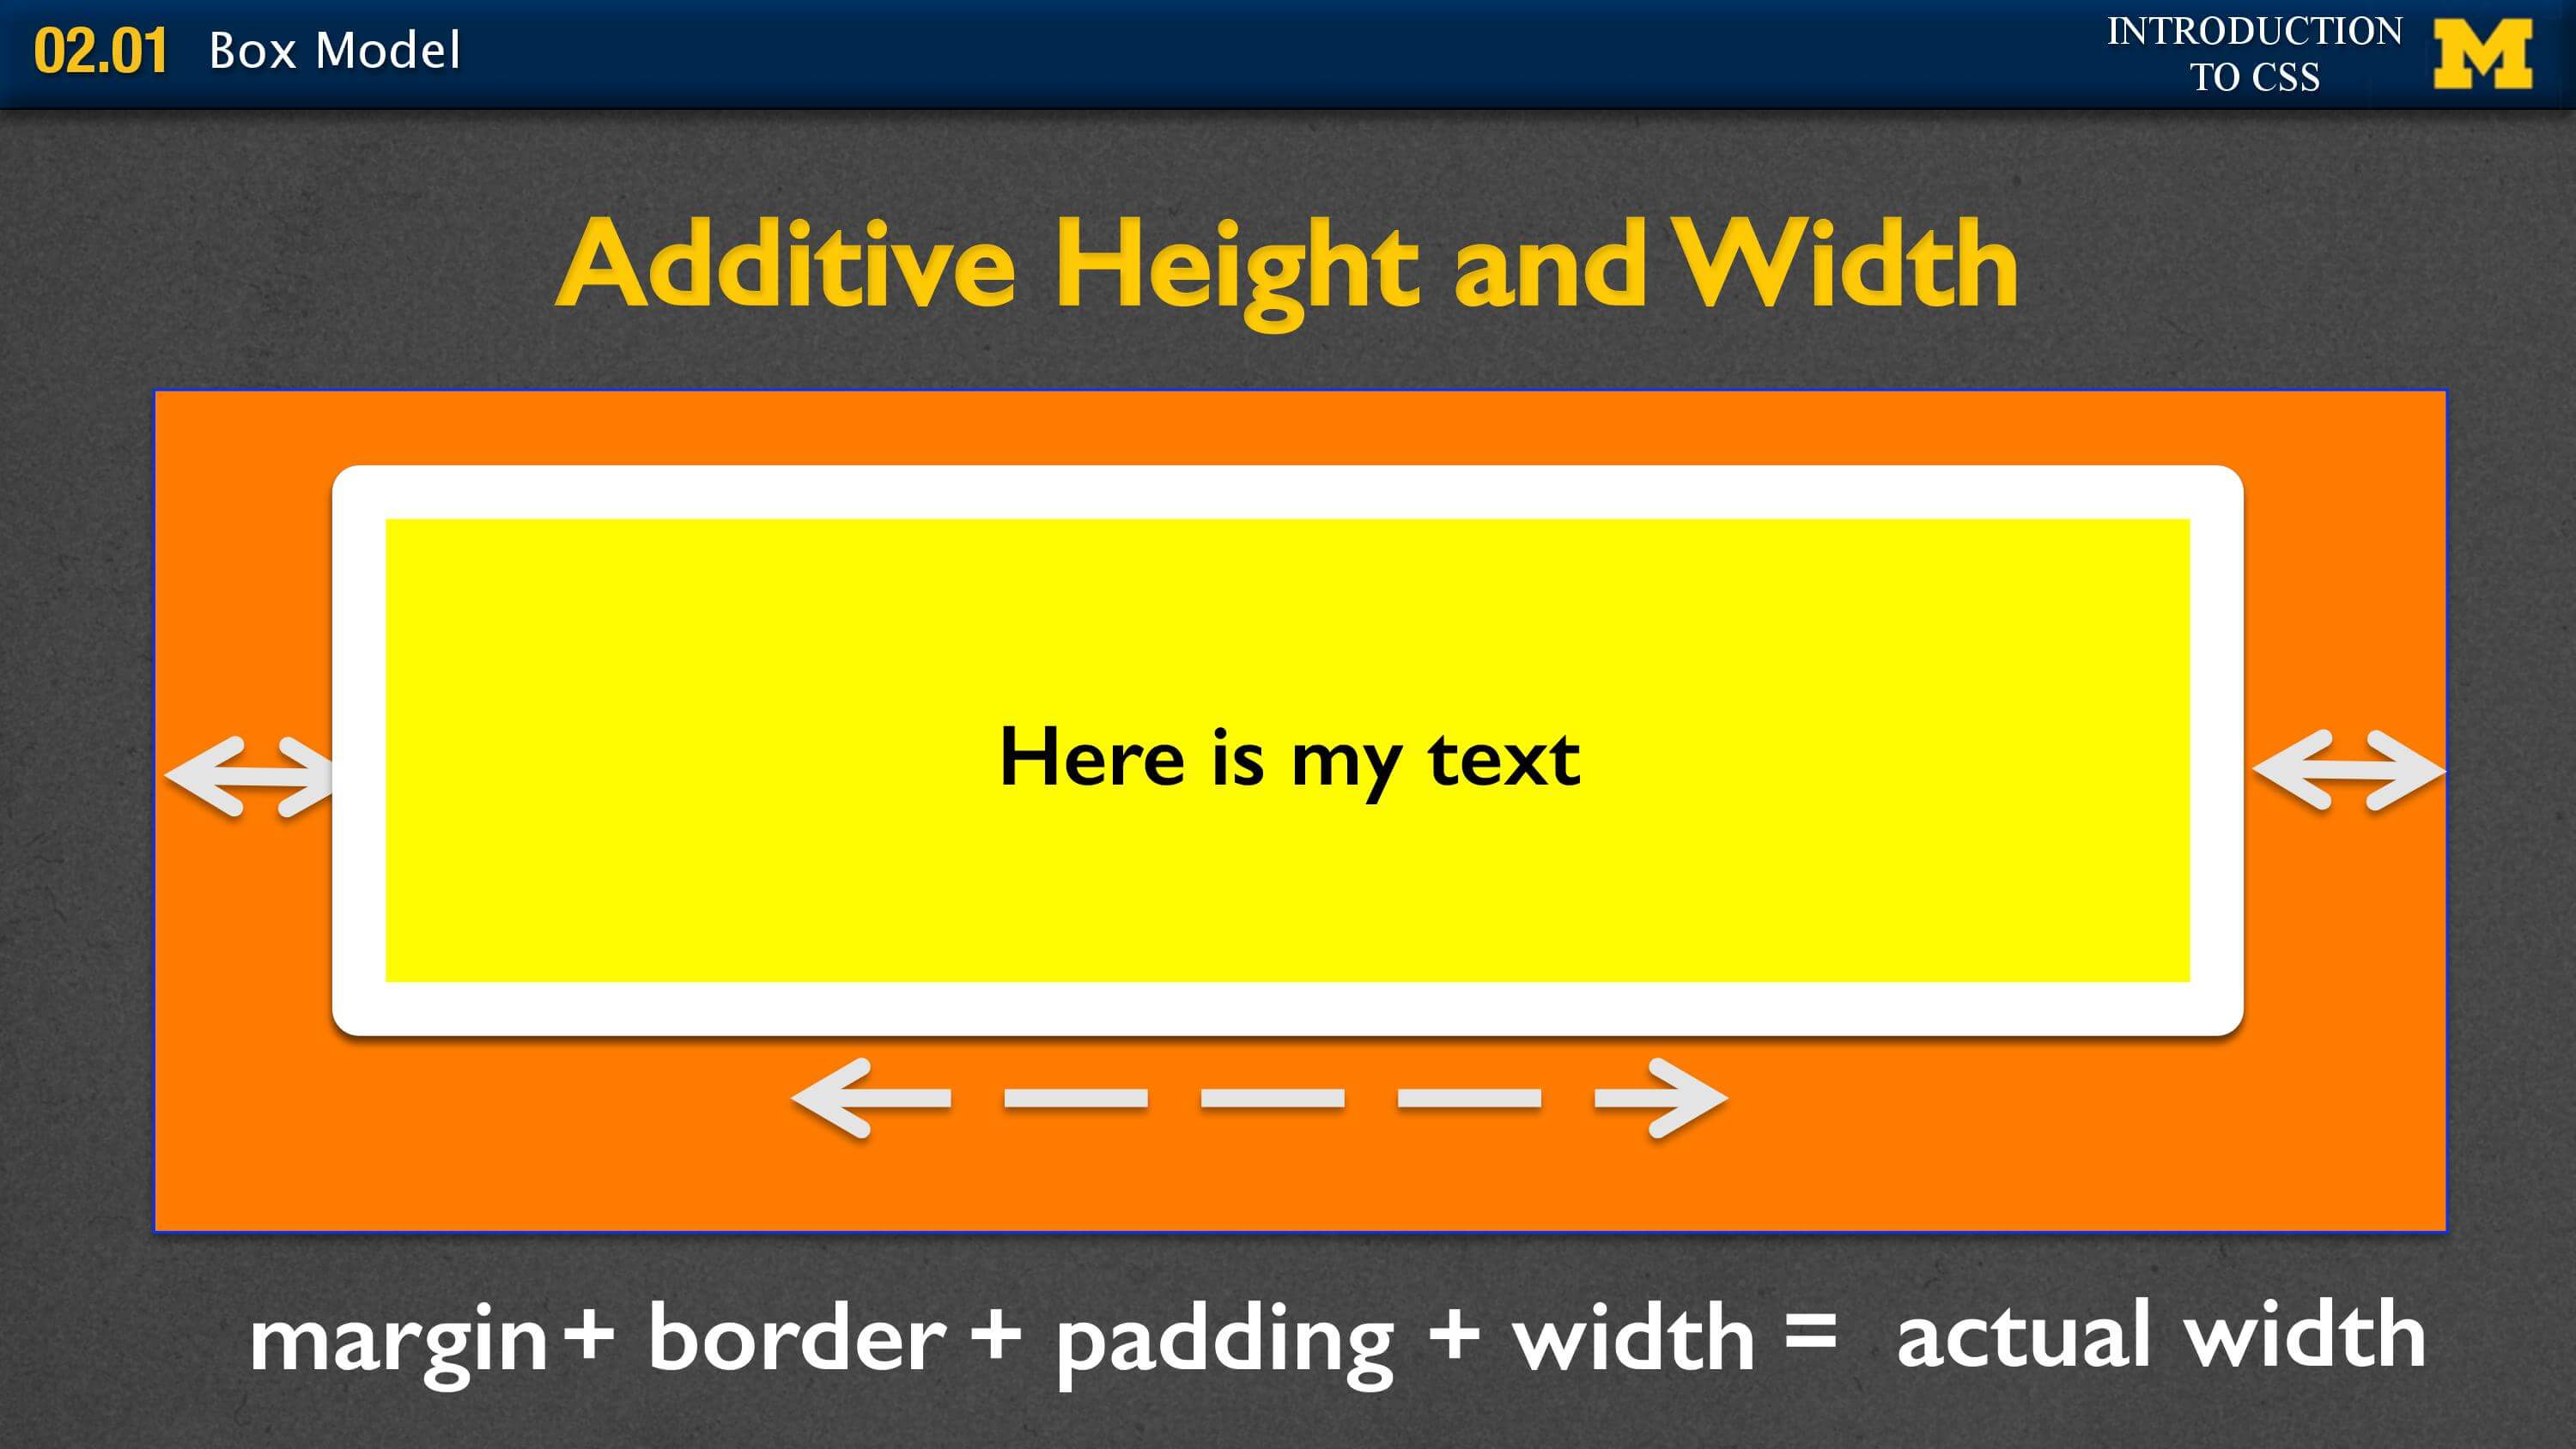 02.01 Box Model
INTRODUCTION
TO CSS
M
Additive Height and Width
Here is my text
margin + border + padding + width = actual width